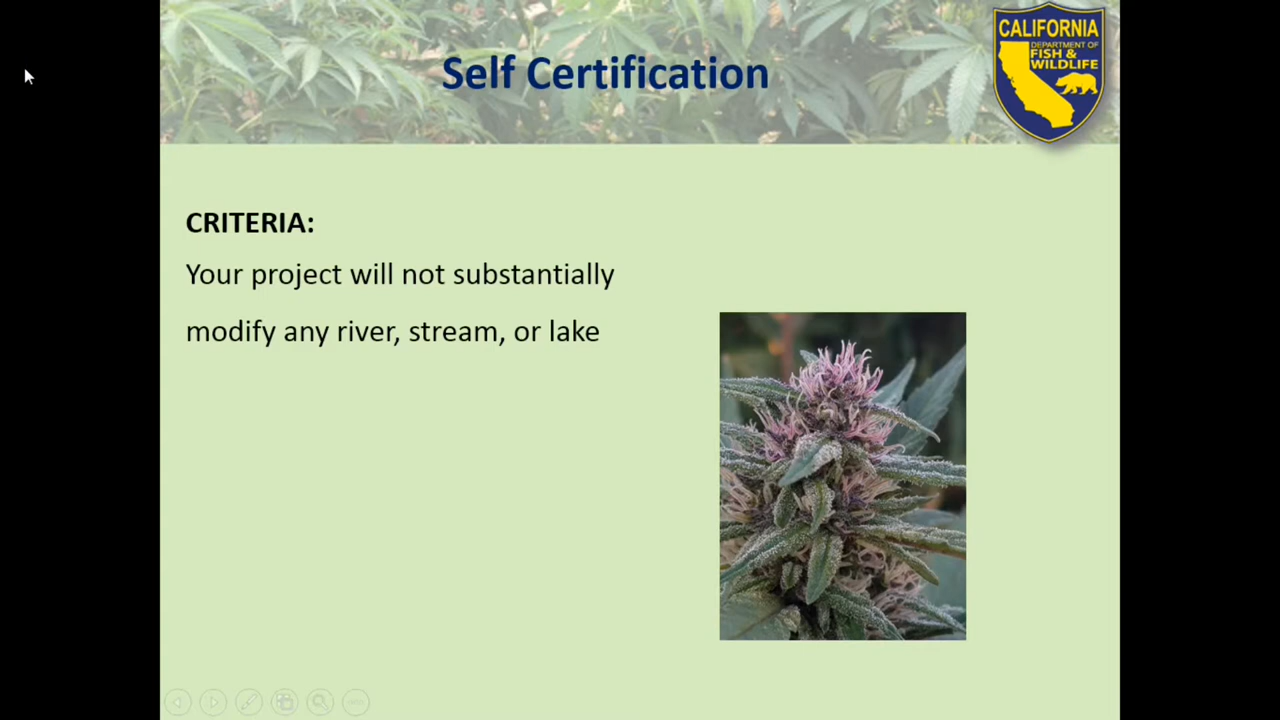 Self Certification
CALIFORNIA
DEPARTMENT OF
FISH &
WILDLIFE
CRITERIA:
Your project will not substantially
modify any river, stream, or lake